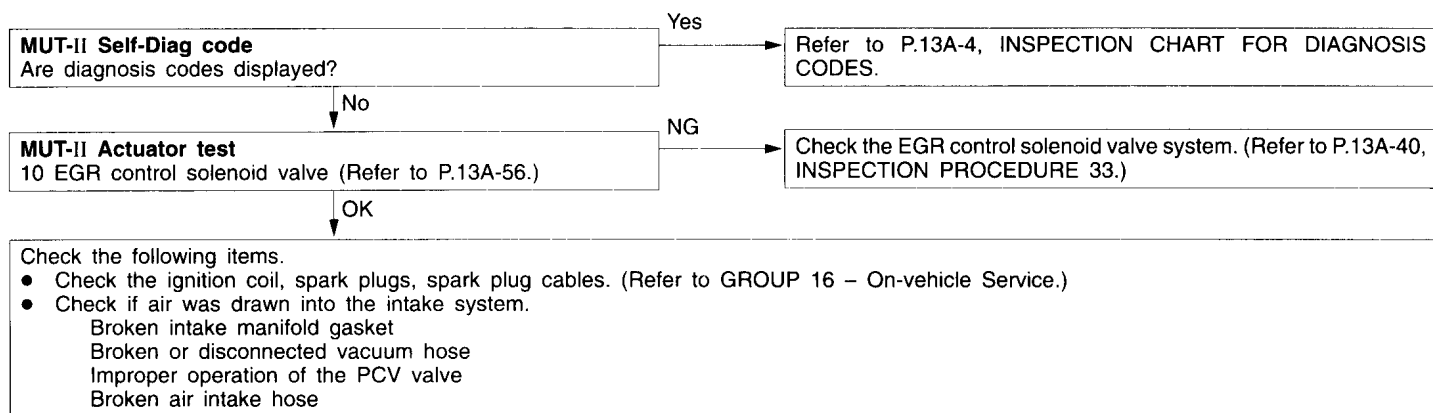 MUT-II Self-Diag code
Are diagnosis codes displayed?
Yes
Refer to P.13A-4, INSPECTION CHART FOR DIAGNOSIS
CODES.
No
MUT-II Actuator test
10 EGR control solenoid valve (Refer to P.13A-56.)
NG
Check the EGR control solenoid valve system. (Refer to P.13A-40,
INSPECTION PROCEDURE 33.)
OK
Check the following items.
● Check the ignition coil, spark plugs, spark plug cables. (Refer to GROUP 16 – On-vehicle Service.)
● Check if air was drawn into the intake system.
Broken intake manifold gasket
Broken or disconnected vacuum hose
Improper operation of the PCV valve
Broken air intake hose